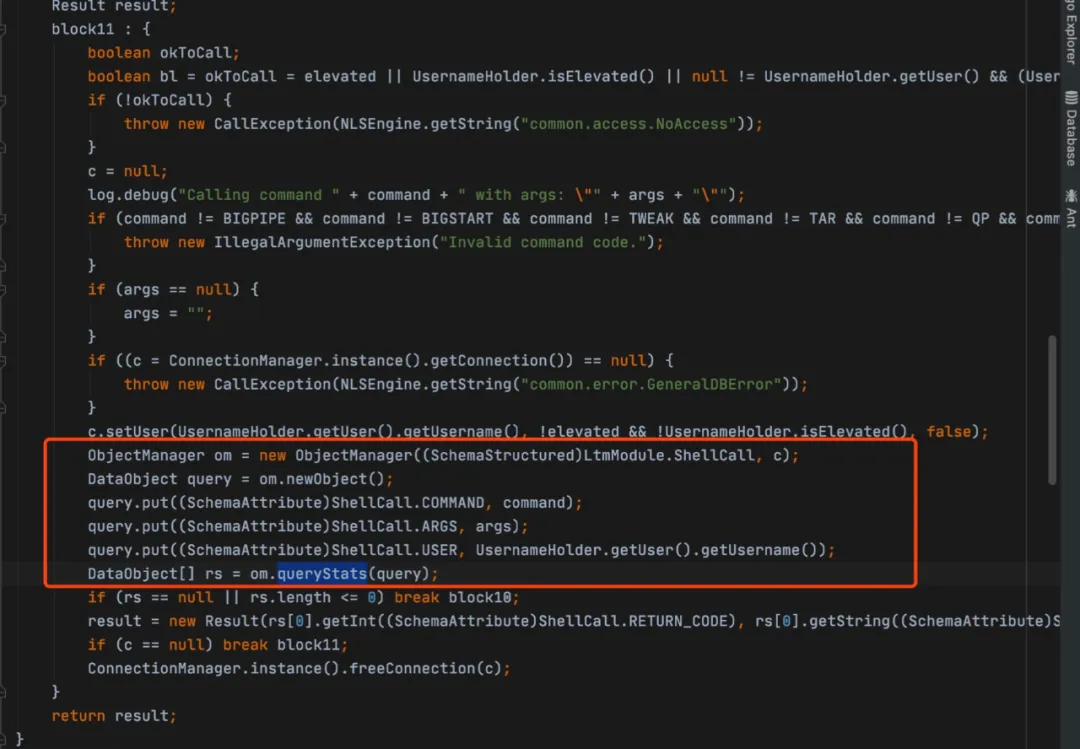 Result result;
block11 : {
boolean okToCall;
boolean bl = okToCall = elevated || UsernameHolder.isElevated() || null != UsernameHolder.getUser() && (User
if (!okToCall) {
throw new CallException(NLSEngine.getString("common.access.NoAccess"));
}
c = null;
log.debug("Calling command " + command + " with args: \"" + args + "\"");
if (command != BIGPIPE && command != BIGSTART && command != TWEAK && command != TAR && command != QP && comm
throw new IllegalArgumentException("Invalid command code.");
}
if (args == null) {
args = "";
}
if ((c = ConnectionManager.instance().getConnection()) == null) {
throw new CallException(NLSEngine.getString("common.error.GeneralDBError"));
}
c.setUser(UsernameHolder.getUser().getUsername(), !elevated && !UsernameHolder.isElevated(), false);
ObjectManager om = new ObjectManager((SchemaStructured)LtmModule.ShellCall, c);
DataObject query = om.newObject();
query.put((SchemaAttribute)ShellCall.COMMAND, command);
query.put((SchemaAttribute)ShellCall.ARGS, args);
query.put((SchemaAttribute)ShellCall.USER, UsernameHolder.getUser().getUsername());
DataObject[] rs = om.queryStats(query);
if (rs == null || rs.length <= 0) break block10;
result = new Result(rs[0].getInt((SchemaAttribute)ShellCall.RETURN_CODE), rs[0].getString((SchemaAttribute)S
if (c == null) break block11;
ConnectionManager.instance().freeConnection(c);
}
return result;
}
go Explorer
Database
Ant